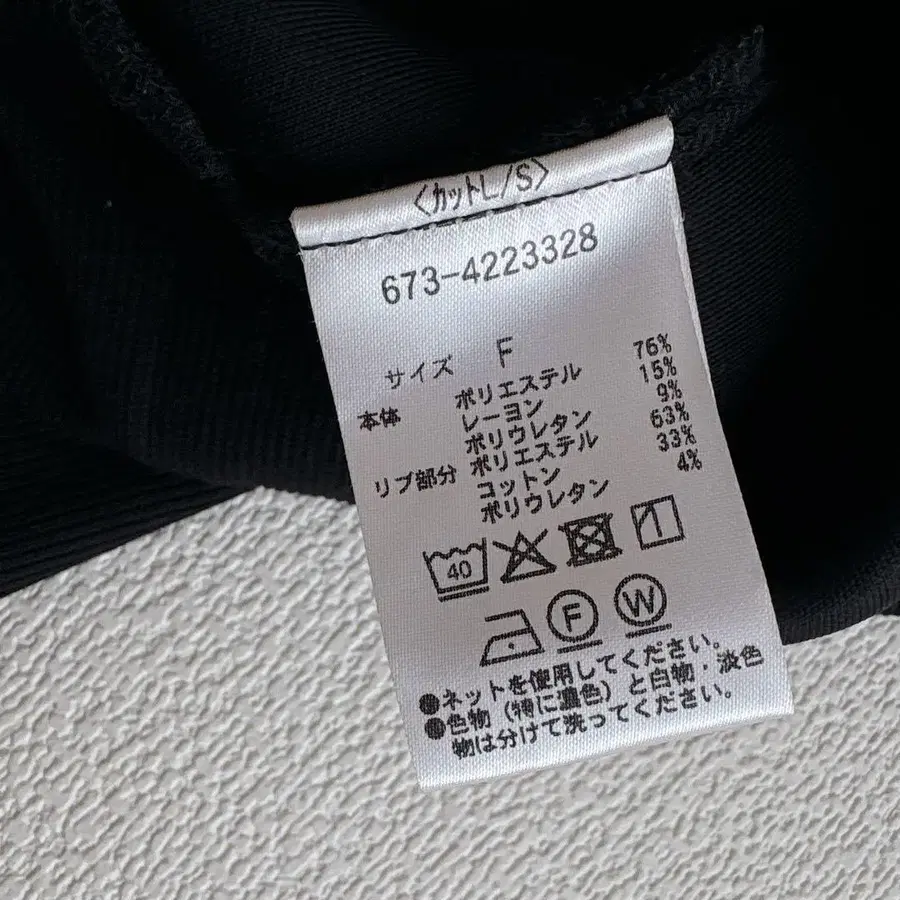 〈カットL/S〉
673-4223328
サイズ F
本体 ポリエステル 76%
レーヨン 15%
ポリウレタン 9%
リブ部分 ポリエステル 63%
コットン 33%
ポリウレタン 4%
40
F W
●ネットを使用してください。
●色物（特に濃色）と白物・淡色
物は分けて洗ってください。